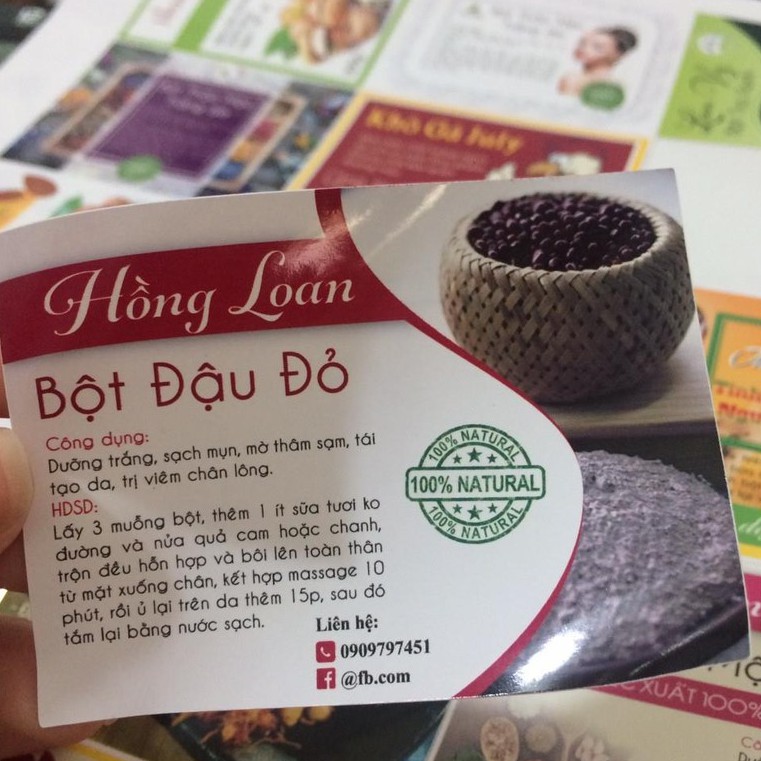 Khô Gà July
Hồng Loan
Bột Đậu Đỏ
Công dụng:
Dưỡng trắng, sạch mụn, mờ thâm sạm, tái
tạo da, trị viêm chân lông.
HDSD:
Lấy 3 muỗng bột, thêm 1 ít sữa tươi ko
đường và nửa quả cam hoặc chanh,
trộn đều hỗn hợp và bôi lên toàn thân
từ mặt xuống chân, kết hợp massage 10
phút, rồi ủ lại trên da thêm 15p, sau đó
tắm lại bằng nước sạch.
100% NATURAL
100% NATURAL
100% NATURAL
Liên hệ:
0909797451
@fb.com
XUẤT 100%